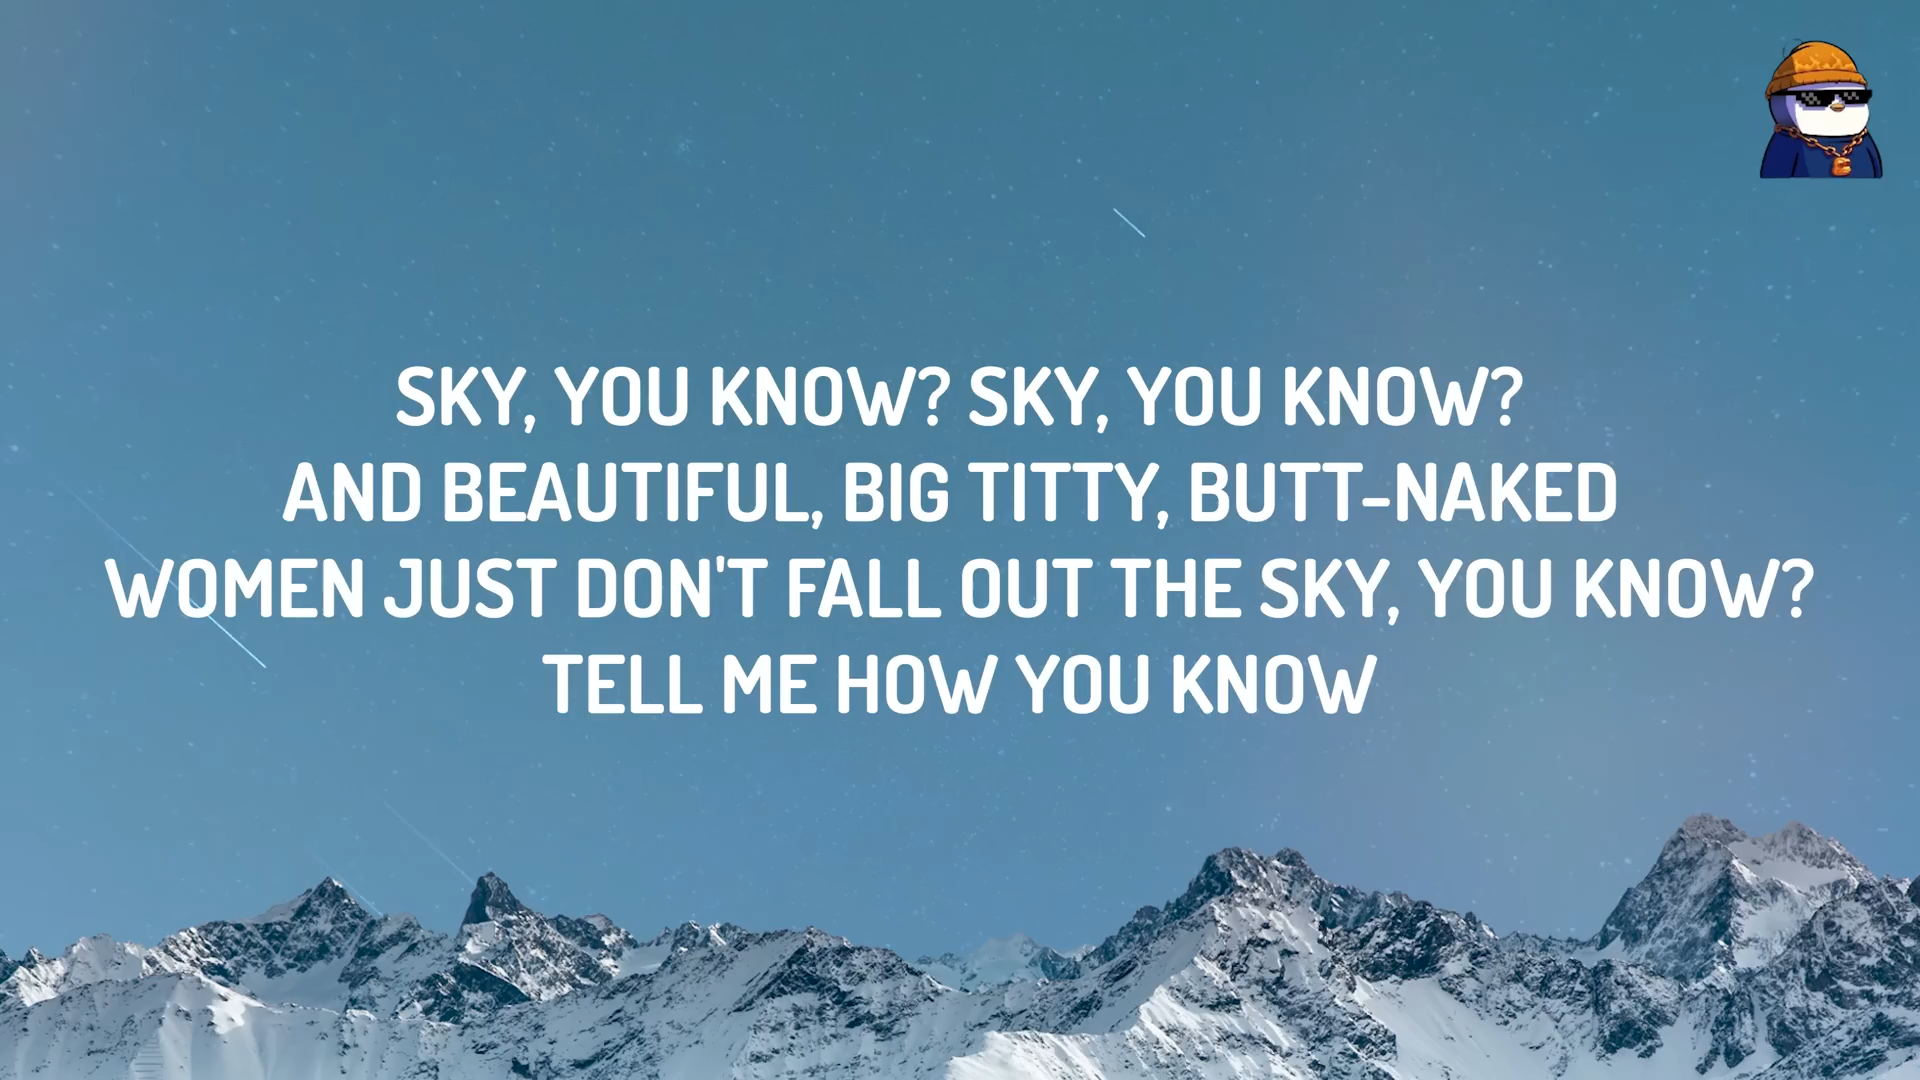 SKY, YOU KNOW? SKY, YOU KNOW?
AND BEAUTIFUL, BIG TITTY, BUTT-NAKED
WOMEN JUST DON'T FALL OUT THE SKY, YOU KNOW?
TELL ME HOW YOU KNOW